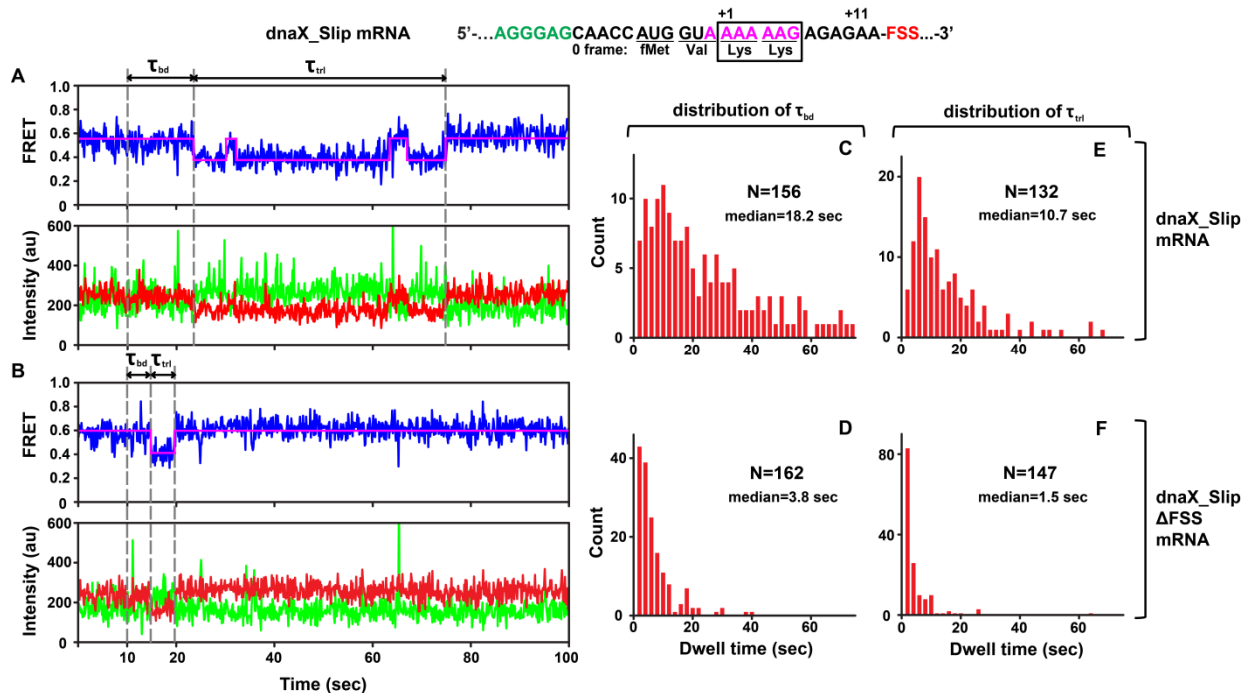 dnaX_Slip mRNA 5'-...AGGGAGCAACC AUG GUA AAA AAG AGAGAA-FSS...-3'
+1 +11
0 frame: fMet Val Lys Lys
A τbd τtrl
FRET
1.0
0.8
0.6
0.4
0.2
0
Intensity (au)
600
400
200
0
B τbd τtrl
FRET
1.0
0.8
0.6
0.4
0.2
0
Intensity (au)
600
400
200
0
10 20 40 60 80 100
Time (sec)
distribution of τbd
distribution of τtrl
C
N=156
median=18.2 sec
Count
10
5
0
0 20 40 60
E
N=132
median=10.7 sec
20
10
0
0 20 40 60
dnaX_Slip
mRNA
D
N=162
median=3.8 sec
Count
40
20
0
0 20 40 60
Dwell time (sec)
F
N=147
median=1.5 sec
80
40
0
0 20 40 60
Dwell time (sec)
dnaX_Slip
ΔFSS
mRNA